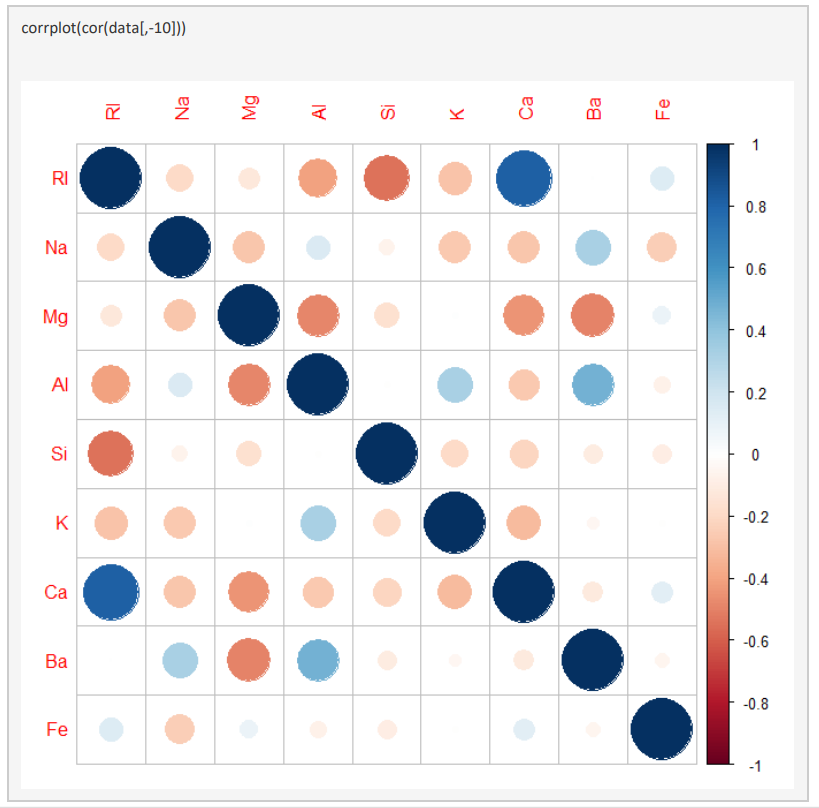 corrplot(cor(data[,-10]))
RI Na Mg Al Si K Ca Ba Fe
RI
Na
Mg
Al
Si
K
Ca
Ba
Fe
1
0.8
0.6
0.4
0.2
0
-0.2
-0.4
-0.6
-0.8
-1